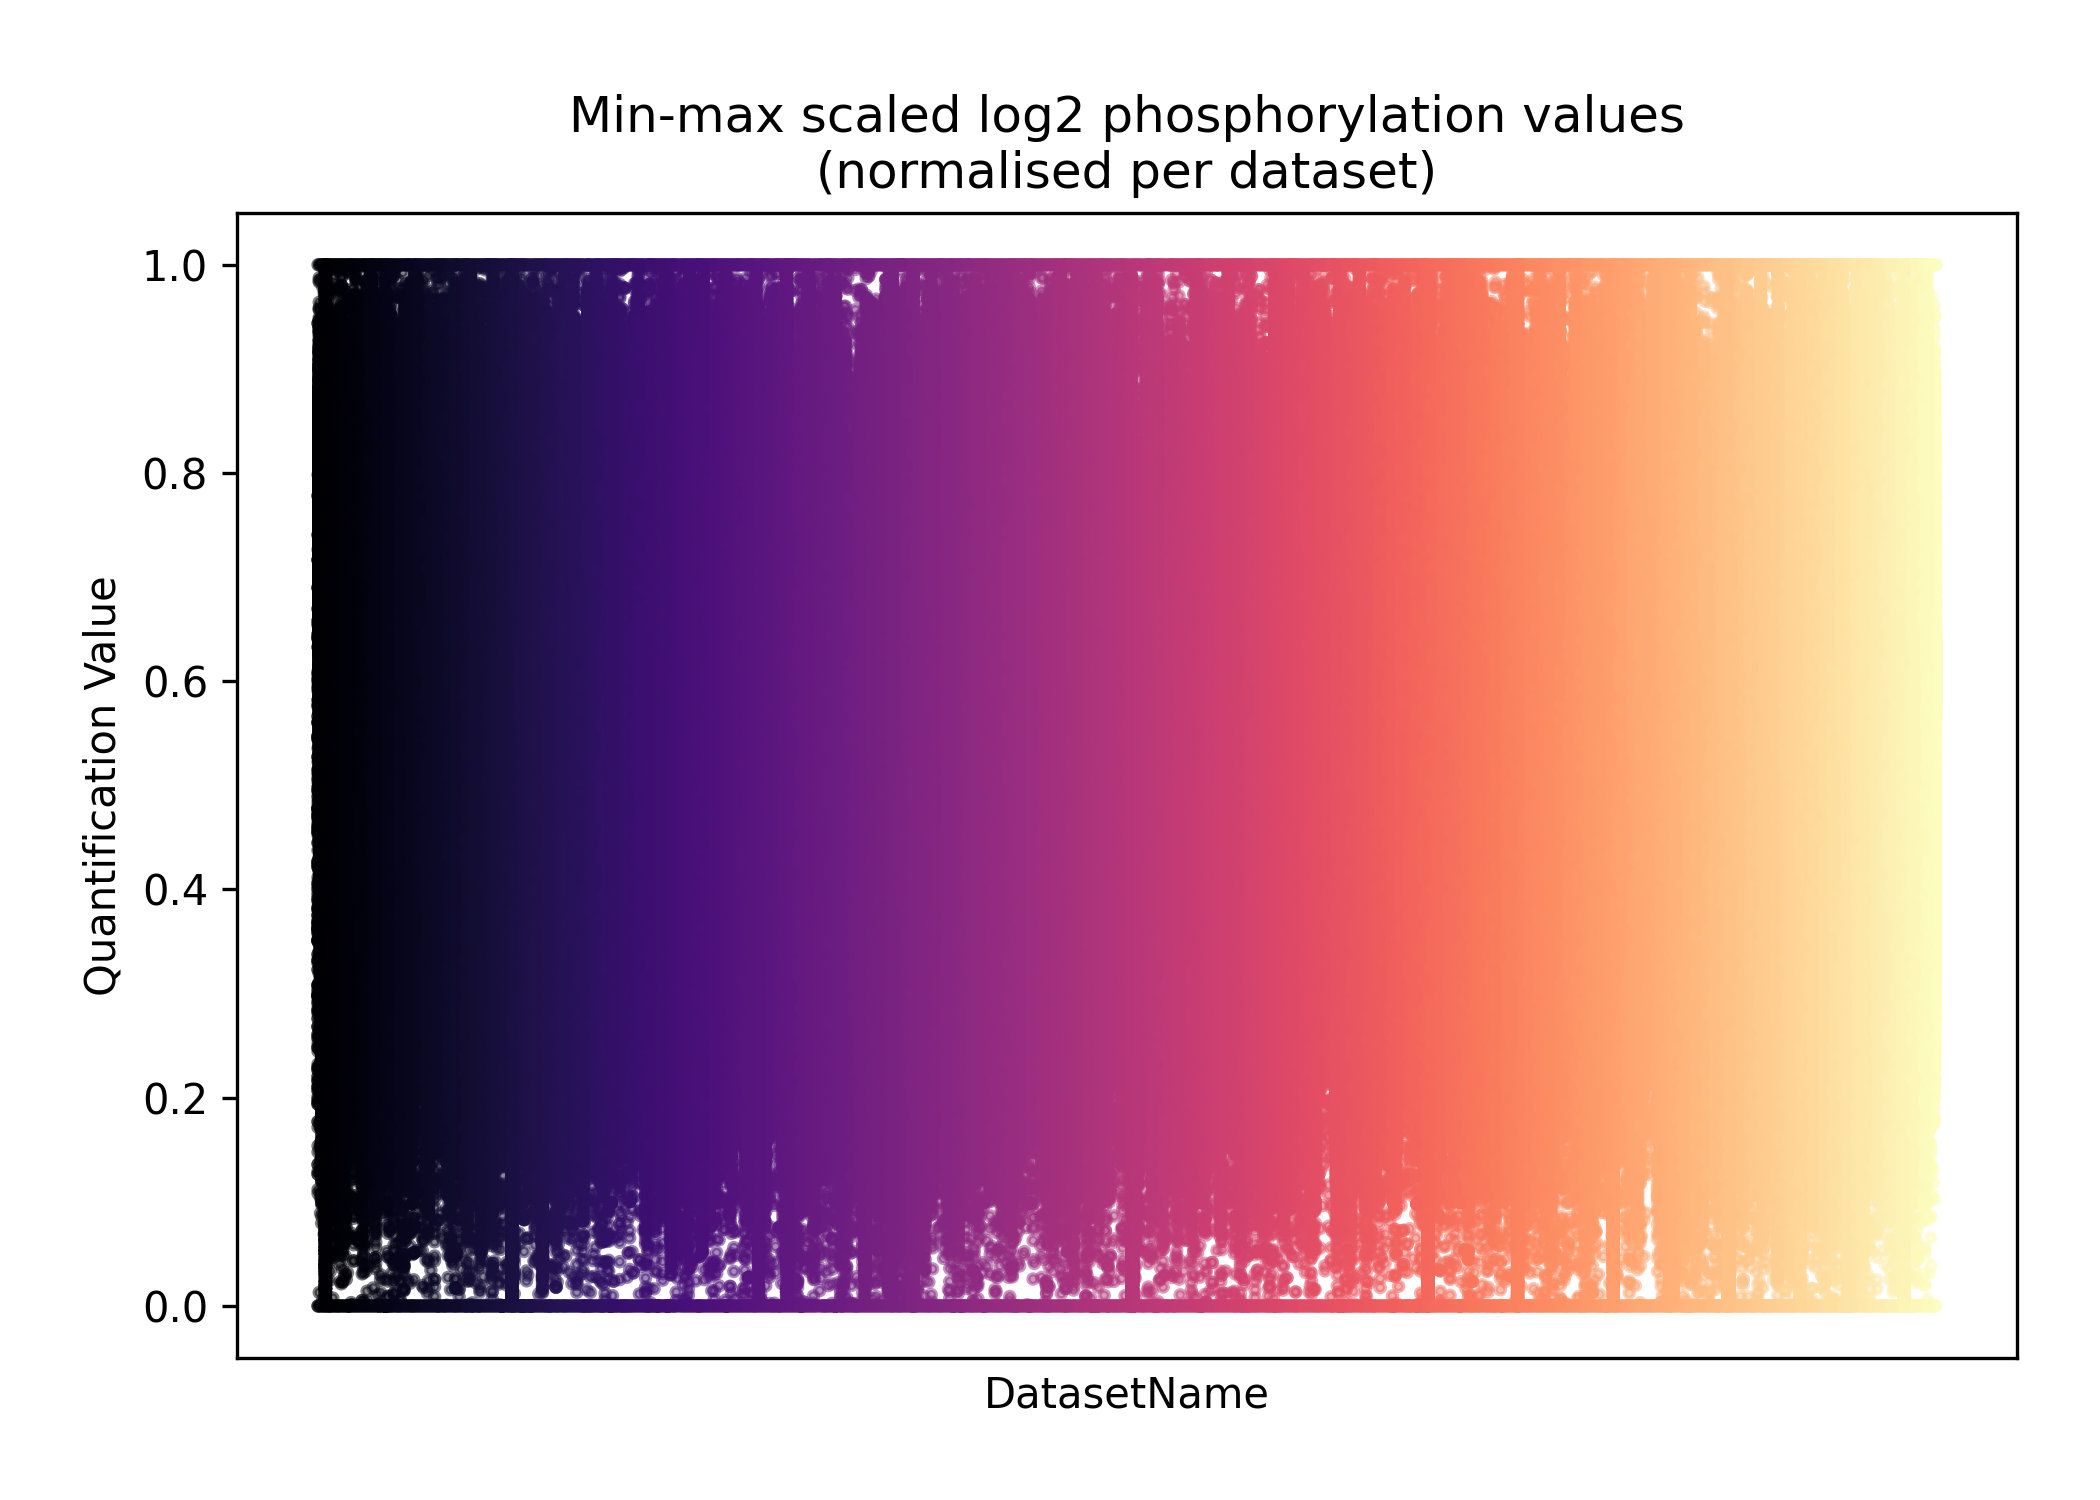 Min-max scaled log2 phosphorylation values
(normalised per dataset)
1.0
0.8
0.6
0.4
0.2
0.0
Quantification Value
DatasetName